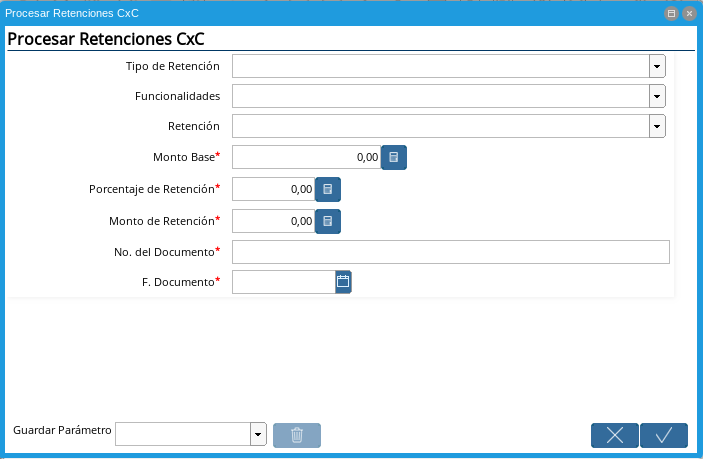 Procesar Retenciones CxC
Procesar Retenciones CxC
Tipo de Retención
Funcionalidades
Retención
Monto Base* 0,00
Porcentaje de Retención* 0,00
Monto de Retención* 0,00
No. del Documento*
F. Documento*
Guardar Parámetro